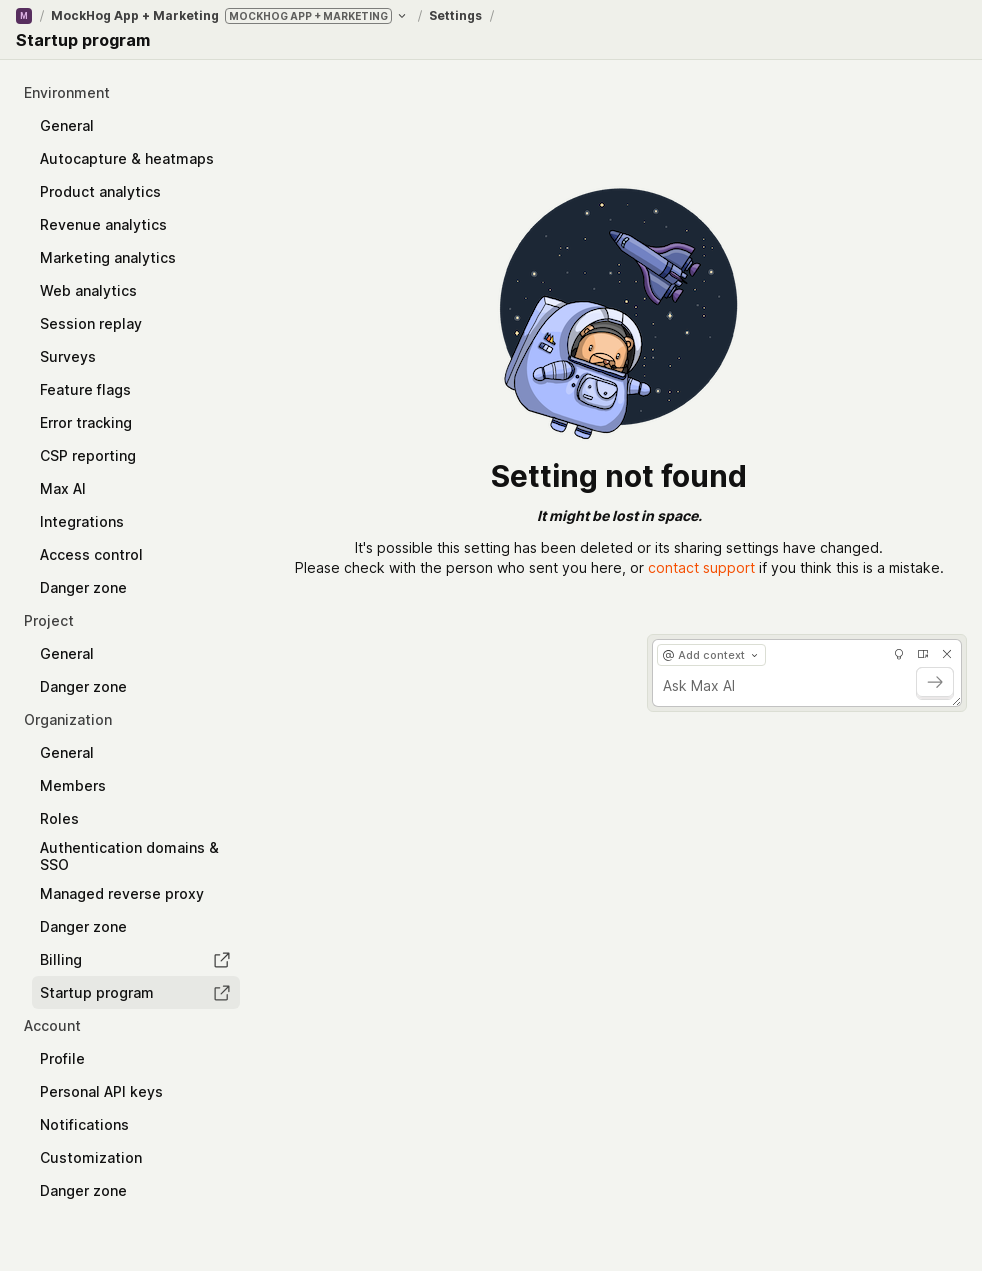 M / MockHog App + Marketing MOCKHOG APP + MARKETING / Settings /
Startup program
Environment
General
Autocapture & heatmaps
Product analytics
Revenue analytics
Marketing analytics
Web analytics
Session replay
Surveys
Feature flags
Error tracking
CSP reporting
Max AI
Integrations
Access control
Danger zone
Project
General
Danger zone
Organization
General
Members
Roles
Authentication domains &
SSO
Managed reverse proxy
Danger zone
Billing
Startup program
Account
Profile
Personal API keys
Notifications
Customization
Danger zone
Setting not found
It might be lost in space.
It's possible this setting has been deleted or its sharing settings have changed.
Please check with the person who sent you here, or contact support if you think this is a mistake.
@ Add context
Ask Max AI